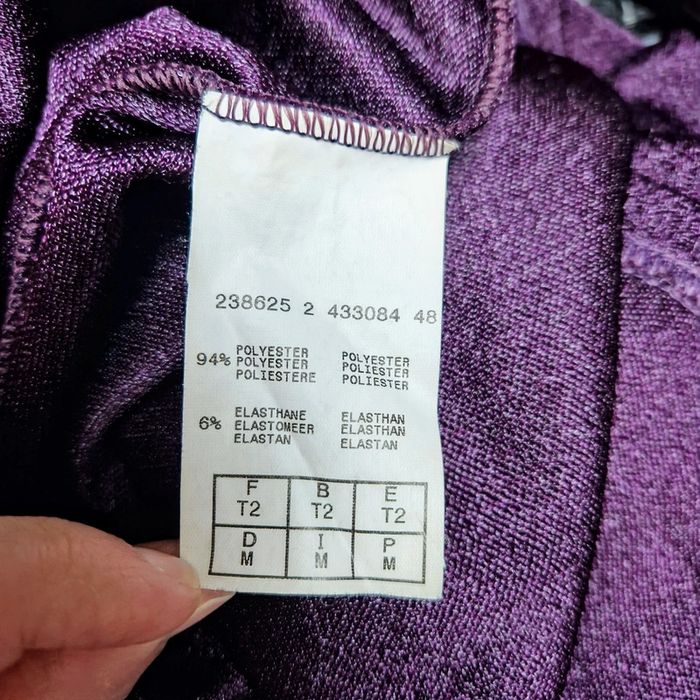 238625 2 433084 48
94% POLYESTER POLYESTER
POLYESTER POLIESTER
POLIESTERE POLIESTER
6% ELASTHANE ELASTHAN
ELASTOMEER ELASTHAN
ELASTAN ELASTAN
F B E
T2 T2 T2
D I P
M M M